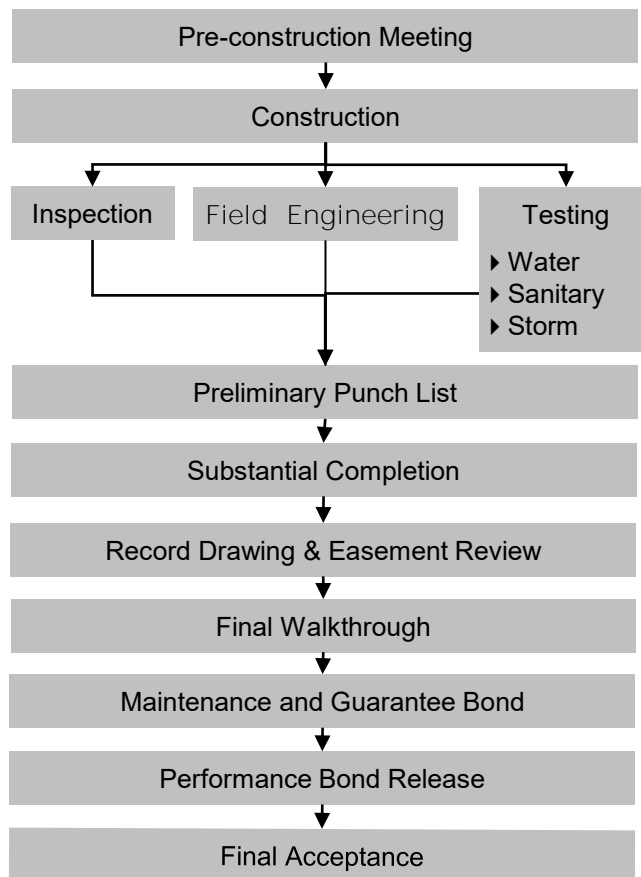 Pre-construction Meeting
Construction
Inspection
Field Engineering
Testing
Water
Sanitary
Storm
Preliminary Punch List
Substantial Completion
Record Drawing & Easement Review
Final Walkthrough
Maintenance and Guarantee Bond
Performance Bond Release
Final Acceptance